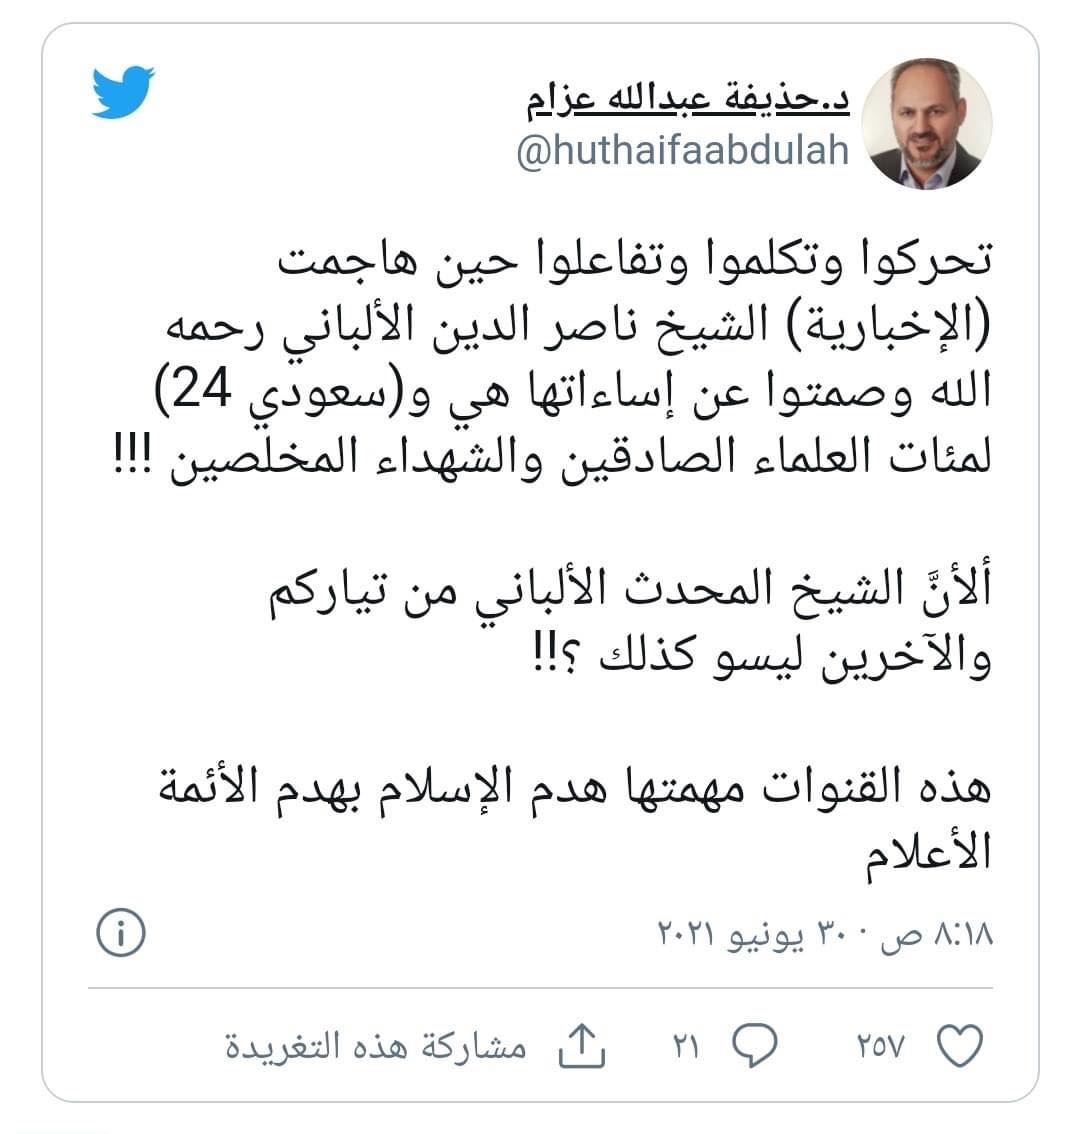 د.حذيفة عبدالله عزام
@huthaifaabdulah
تحركوا وتكلموا وتفاعلوا حين هاجمت
(الإخبارية) الشيخ ناصر الدين الألباني رحمه
الله وصمتوا عن إساءاتها هي و(سعودي 24)
لمئات العلماء الصادقين والشهداء المخلصين !!!
ألأنَّ الشيخ المحدث الألباني من تياركم
والآخرين ليسو كذلك ؟!!
هذه القنوات مهمتها هدم الإسلام بهدم الأئمة
الأعلام
٨:١٨ ص · ٣٠ يونيو ٢٠٢١
٢٥٧ ٢١ مشاركة هذه التغريدة